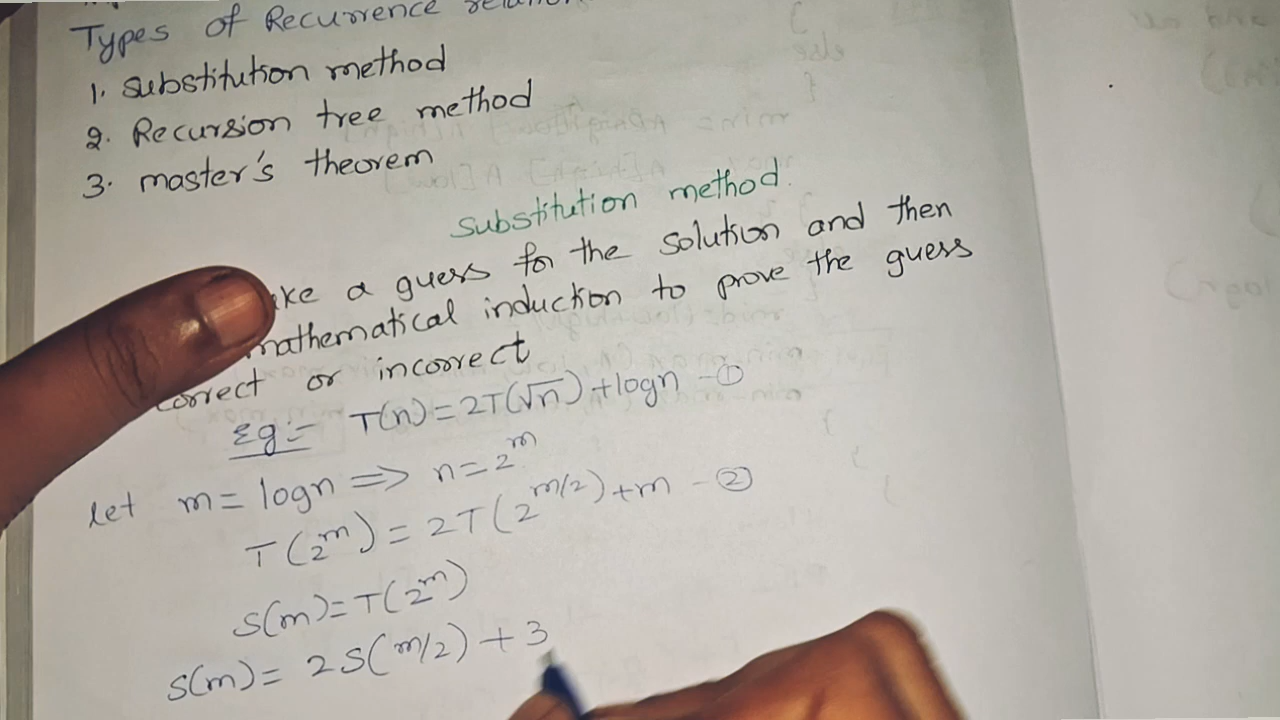 Types of Recurrence
1. substitution method
2. Recursion tree method
3. master's theorem
substitution method.
a guess for the solution and then
mathematical induction to prove the guess
correct or incorrect
Eg:- T(n)=2T(√n)+logn - ①
let m = logn => n=2^m
T(2^m) = 2T(2^m/2)+m - ②
S(m)=T(2^m)
S(m)= 2S(m/2)+3